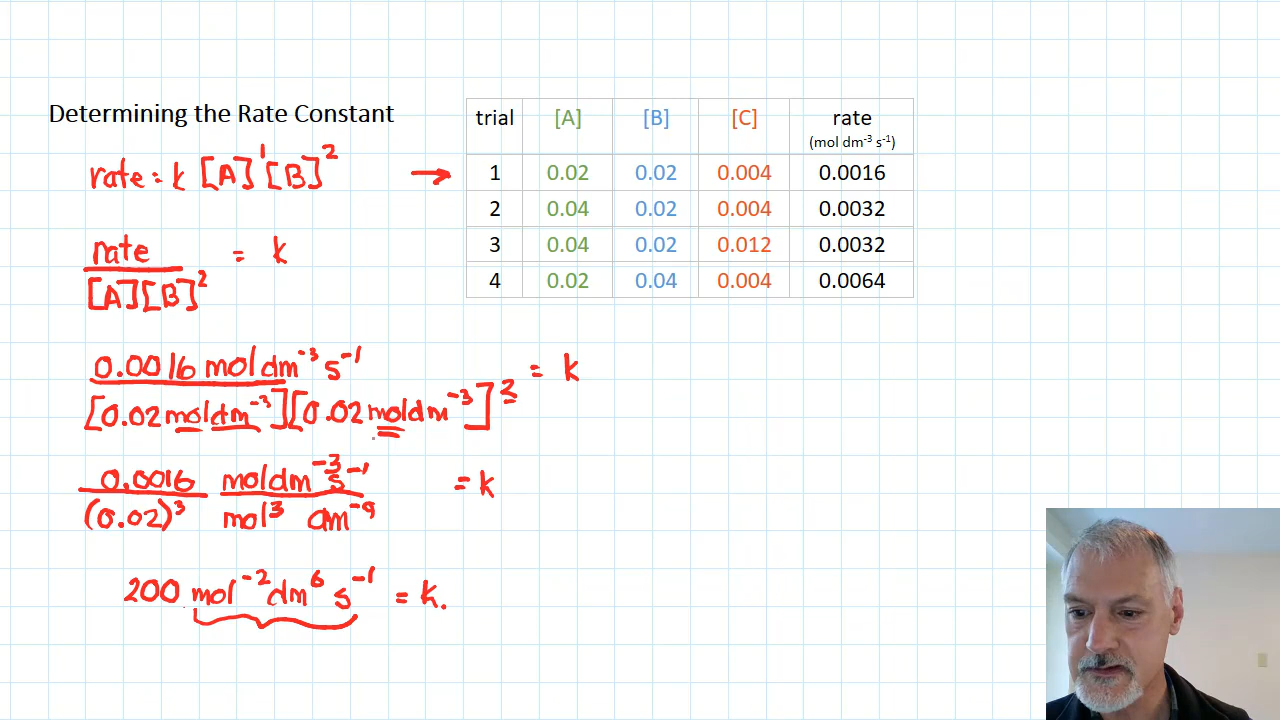 Determining the Rate Constant
rate = k [A]¹[B]²
→
trial [A] [B] [C] rate (mol dm⁻³ s⁻¹)
1 0.02 0.02 0.004 0.0016
2 0.04 0.02 0.004 0.0032
3 0.04 0.02 0.012 0.0032
4 0.02 0.04 0.004 0.0064
rate = k
[A][B]²
0.0016 mol dm⁻³ s⁻¹ = k
[0.02 mol dm⁻³][0.02 mol dm⁻³]²
0.0016 mol dm⁻³ s⁻¹ = k
(0.02)³ mol³ dm⁻⁹
200 mol⁻² dm⁶ s⁻¹ = k.